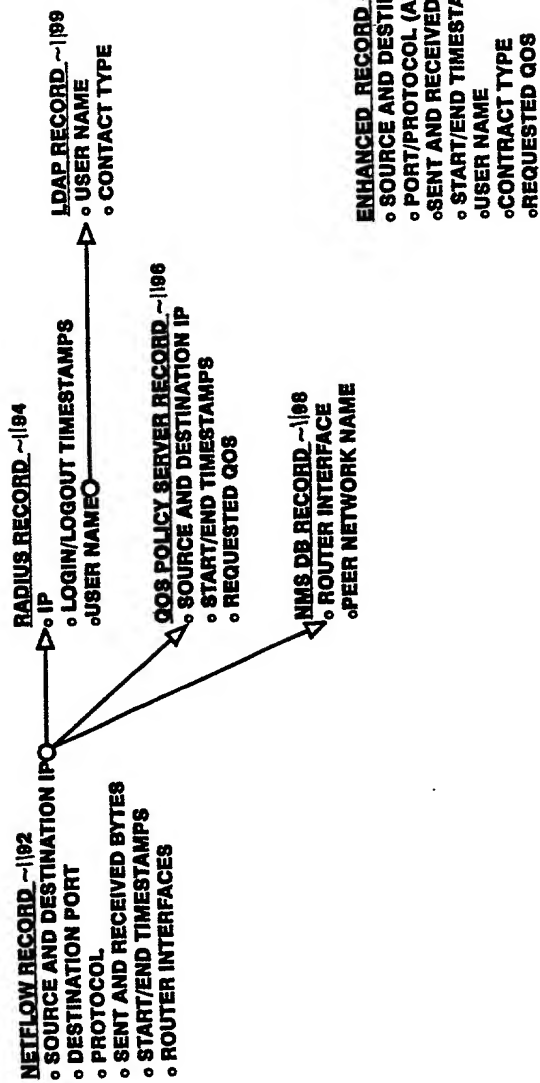 NETFLOW RECORD ~1192
o SOURCE AND DESTINATION IP
o DESTINATION PORT
o PROTOCOL
o SENT AND RECEIVED BYTES
o START/END TIMESTAMPS
o ROUTER INTERFACES
RADIUS RECORD ~1194
o IP
o LOGIN/LOGOUT TIMESTAMPS
oUSER NAME
QOS POLICY SERVER RECORD ~1196
o SOURCE AND DESTINATION IP
o START/END TIMESTAMPS
o REQUESTED QOS
NMS DB RECORD ~1198
o ROUTER INTERFACE
oPEER NETWORK NAME
LDAP RECORD ~1199
o USER NAME
o CONTACT TYPE
ENHANCED RECORD
o SOURCE AND
o PORT/PROTOCOL
oSENT AND RECEIVED
o START/END
oUSER NAME
oCONTRACT TYPE
oREQUESTED QOS